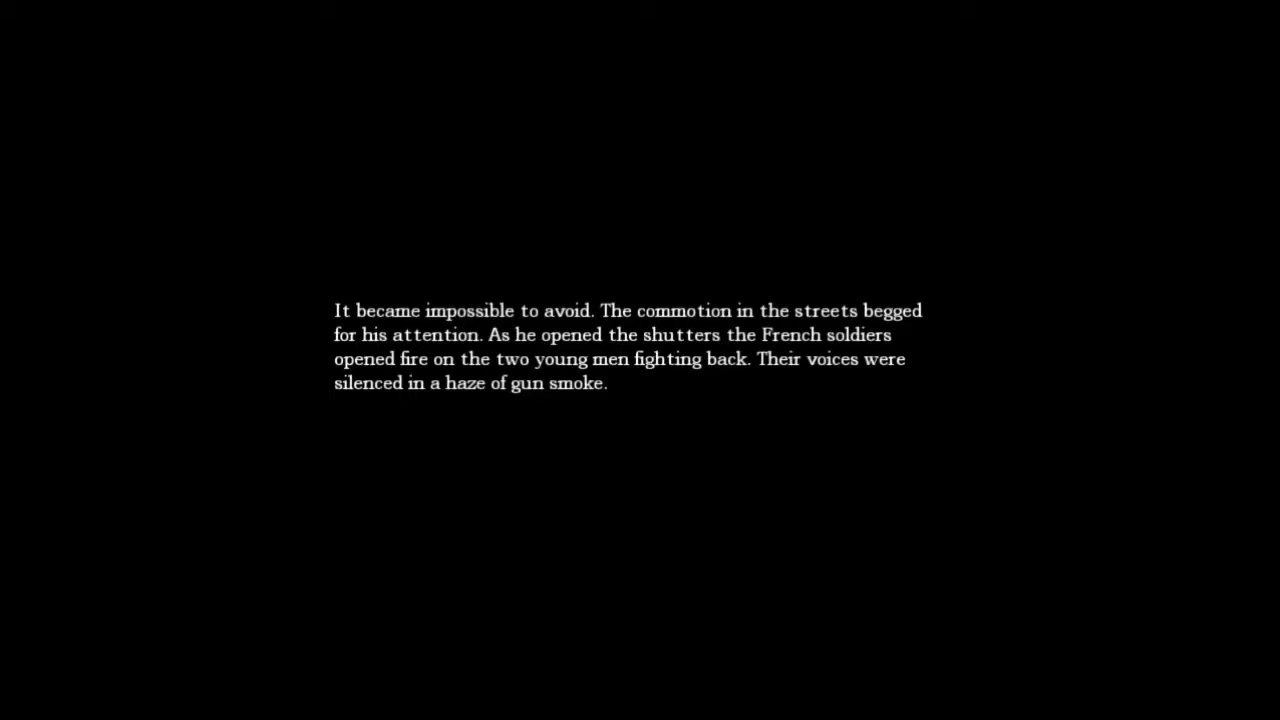 It became impossible to avoid. The commotion in the streets begged
for his attention. As he opened the shutters the French soldiers
opened fire on the two young men fighting back. Their voices were
silenced in a haze of gun smoke.